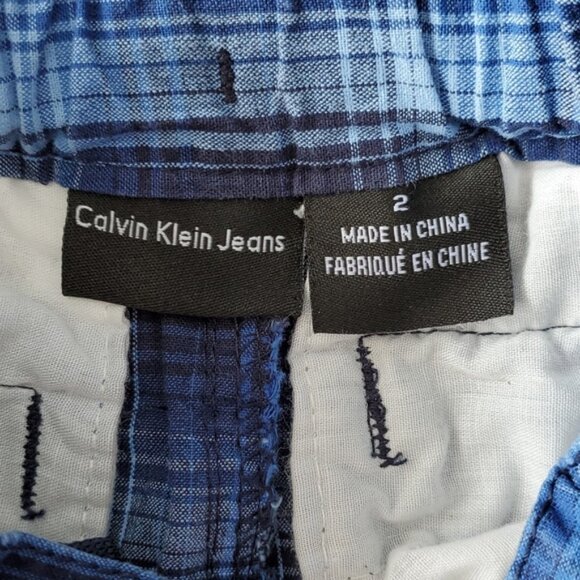 Calvin Klein Jeans
2
MADE IN CHINA
FABRIQUÉ EN CHINE